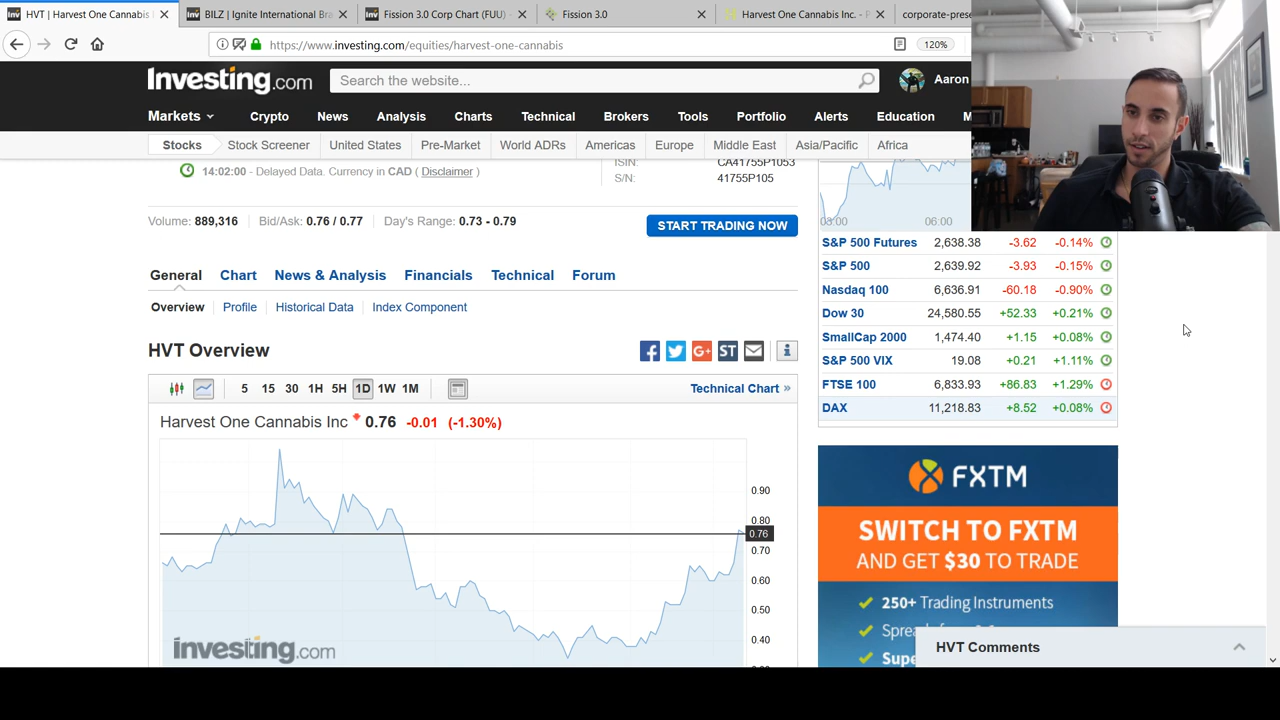 HVT | Harvest One Cannabis
BILZ | Ignite International Bra
Fission 3.0 Corp Chart (FUU)
Fission 3.0
Harvest One Cannabis Inc. - P
corporate-prese
https://www.investing.com/equities/harvest-one-cannabis
120%
Investing.com
Search the website...
Aaron
Markets
Crypto
News
Analysis
Charts
Technical
Brokers
Tools
Portfolio
Alerts
Education
M
Stocks
Stock Screener
United States
Pre-Market
World ADRs
Americas
Europe
Middle East
Asia/Pacific
Africa
14:02:00 - Delayed Data. Currency in CAD ( Disclaimer )
ISIN: CA41755P1053
S/N: 41755P105
03:00
06:00
Volume: 889,316
Bid/Ask: 0.76 / 0.77
Day's Range: 0.73 - 0.79
START TRADING NOW
S&P 500 Futures 2,638.38 -3.62 -0.14%
S&P 500 2,639.92 -3.93 -0.15%
Nasdaq 100 6,636.91 -60.18 -0.90%
Dow 30 24,580.55 +52.33 +0.21%
SmallCap 2000 1,474.40 +1.15 +0.08%
S&P 500 VIX 19.08 +0.21 +1.11%
FTSE 100 6,833.93 +86.83 +1.29%
DAX 11,218.83 +8.52 +0.08%
General
Chart
News & Analysis
Financials
Technical
Forum
Overview
Profile
Historical Data
Index Component
HVT Overview
ST
5
15
30
1H
5H
1D
1W
1M
Technical Chart »
Harvest One Cannabis Inc 0.76 -0.01 (-1.30%)
0.90
0.80
0.76
0.70
0.60
0.50
0.40
investing.com
FXTM
SWITCH TO FXTM
AND GET $30 TO TRADE
250+ Trading Instruments
HVT Comments